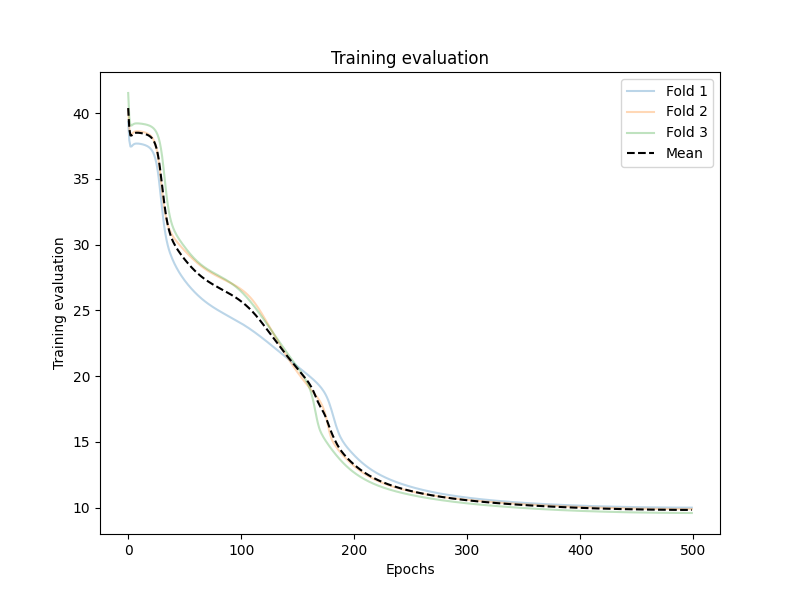 Training evaluation
Fold 1
Fold 2
Fold 3
Mean
Training evaluation
40
35
30
25
20
15
10
0 100 200 300 400 500
Epochs